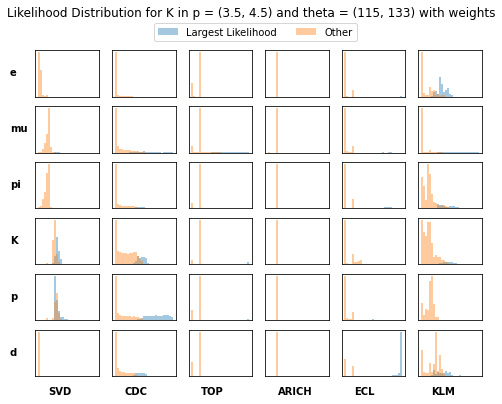 Likelihood Distribution for K in p = (3.5, 4.5) and theta = (115, 133) with weights
Largest Likelihood Other
e
mu
pi
K
p
d
SVD CDC TOP ARICH ECL KLM